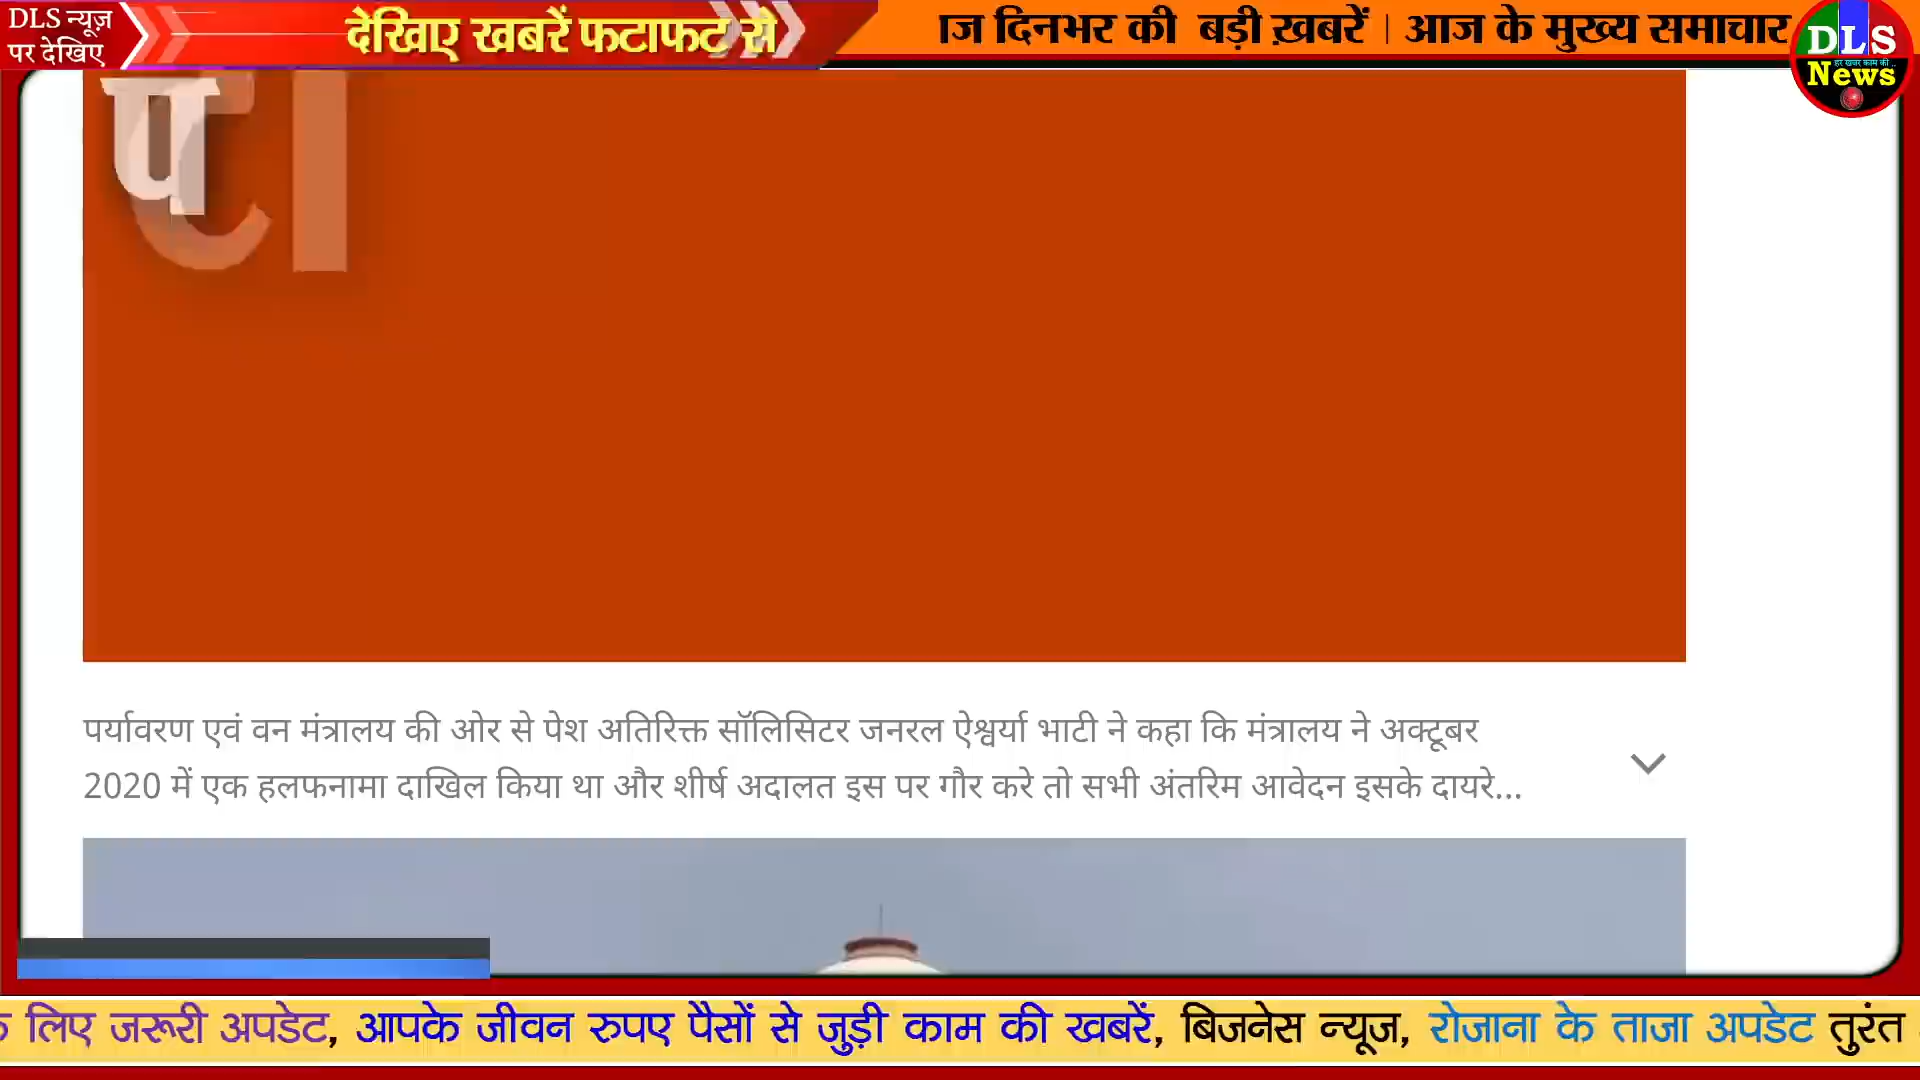 DLS न्यूज़
पर देखिए
देखिए खबरें फटाफट से
ाज दिनभर की बड़ी ख़बरें | आज के मुख्य समाचार
DLS
हर खबर काम की..
News
प
टा
पर्यावरण एवं वन मंत्रालय की ओर से पेश अतिरिक्त सॉलिसिटर जनरल ऐश्वर्या भाटी ने कहा कि मंत्रालय ने अक्टूबर
2020 में एक हलफनामा दाखिल किया था और शीर्ष अदालत इस पर गौर करे तो सभी अंतरिम आवेदन इसके दायरे...
लिए जरूरी अपडेट, आपके जीवन रुपए पैसों से जुड़ी काम की खबरें, बिजनेस न्यूज, रोजाना के ताजा अपडेट तुरंत